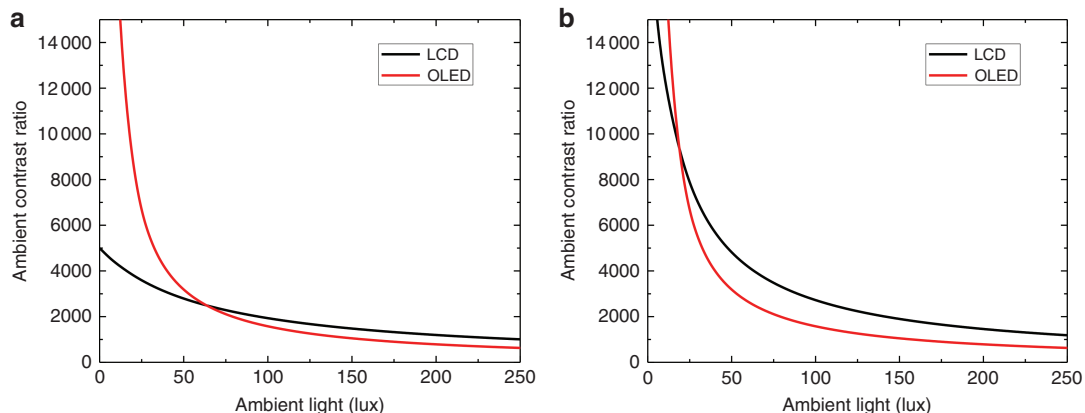 a
14 000
12 000
10 000
8000
6000
4000
2000
0
Ambient contrast ratio
LCD
OLED
0 50 100 150 200 250
Ambient light (lux)
b
14 000
12 000
10 000
8000
6000
4000
2000
0
Ambient contrast ratio
LCD
OLED
0 50 100 150 200 250
Ambient light (lux)